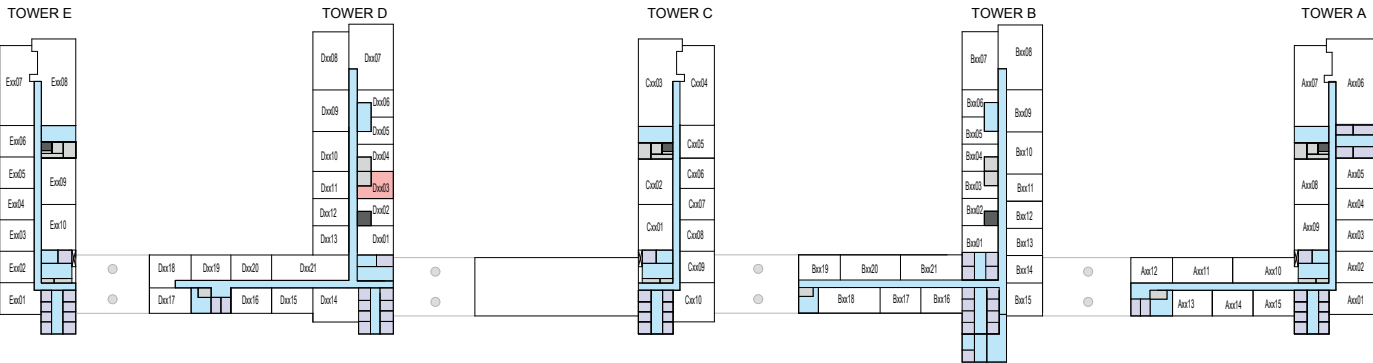 TOWER E
TOWER D
TOWER C
TOWER B
TOWER A
Exx07
Exx08
Exx06
Exx05
Exx09
Exx04
Exx03
Exx10
Exx02
Exx01
Dxx08
Dxx07
Dxx09
Dxx06
Dxx05
Dxx10
Dxx04
Dxx11
Dxx03
Dxx12
Dxx02
Dxx13
Dxx01
Dxx18
Dxx19
Dxx20
Dxx21
Dxx17
Dxx16
Dxx15
Dxx14
Cxx03
Cxx04
Cxx05
Cxx02
Cxx06
Cxx07
Cxx01
Cxx08
Cxx09
Cxx10
Bxx07
Bxx08
Bxx06
Bxx09
Bxx05
Bxx04
Bxx10
Bxx03
Bxx11
Bxx02
Bxx12
Bxx01
Bxx13
Bxx19
Bxx20
Bxx21
Bxx14
Bxx18
Bxx17
Bxx16
Bxx15
Axx07
Axx06
Axx08
Axx05
Axx04
Axx09
Axx03
Axx12
Axx11
Axx10
Axx02
Axx13
Axx14
Axx15
Axx01